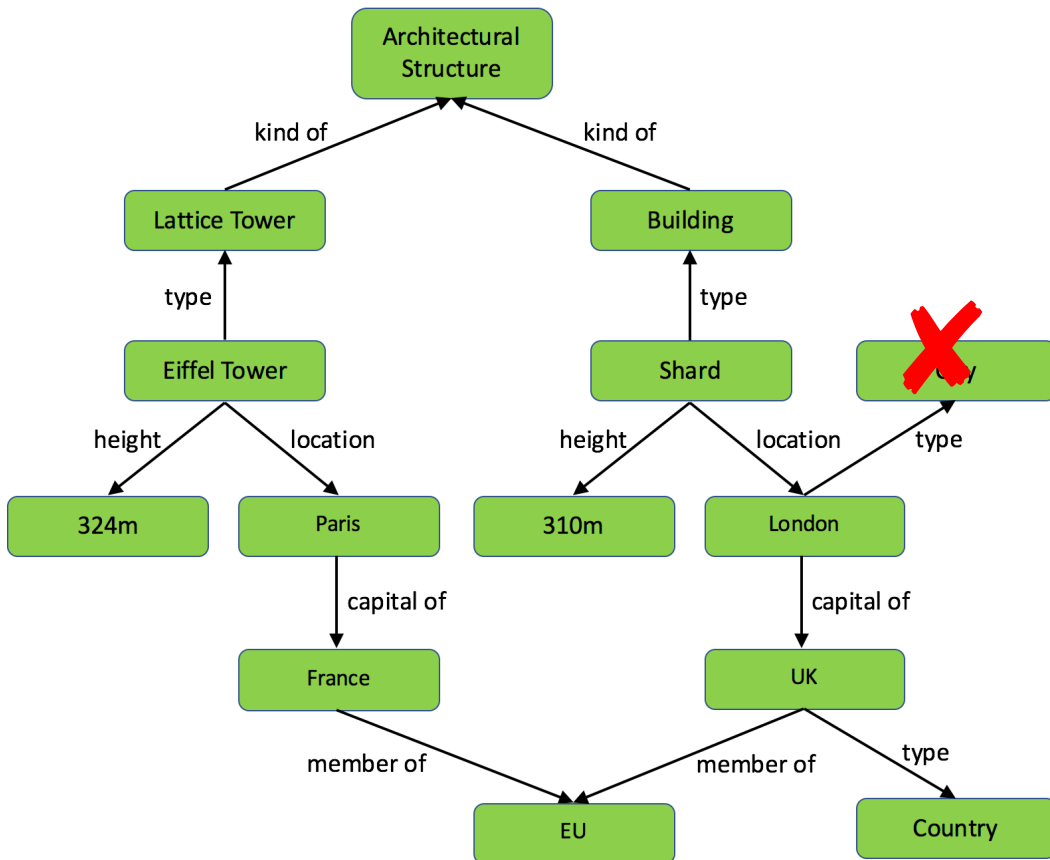 Architectural
Structure
kind of
kind of
Lattice Tower
Building
type
type
Eiffel Tower
Shard
height
location
height
location
type
324m
Paris
310m
London
capital of
capital of
France
UK
member of
member of
type
EU
Country